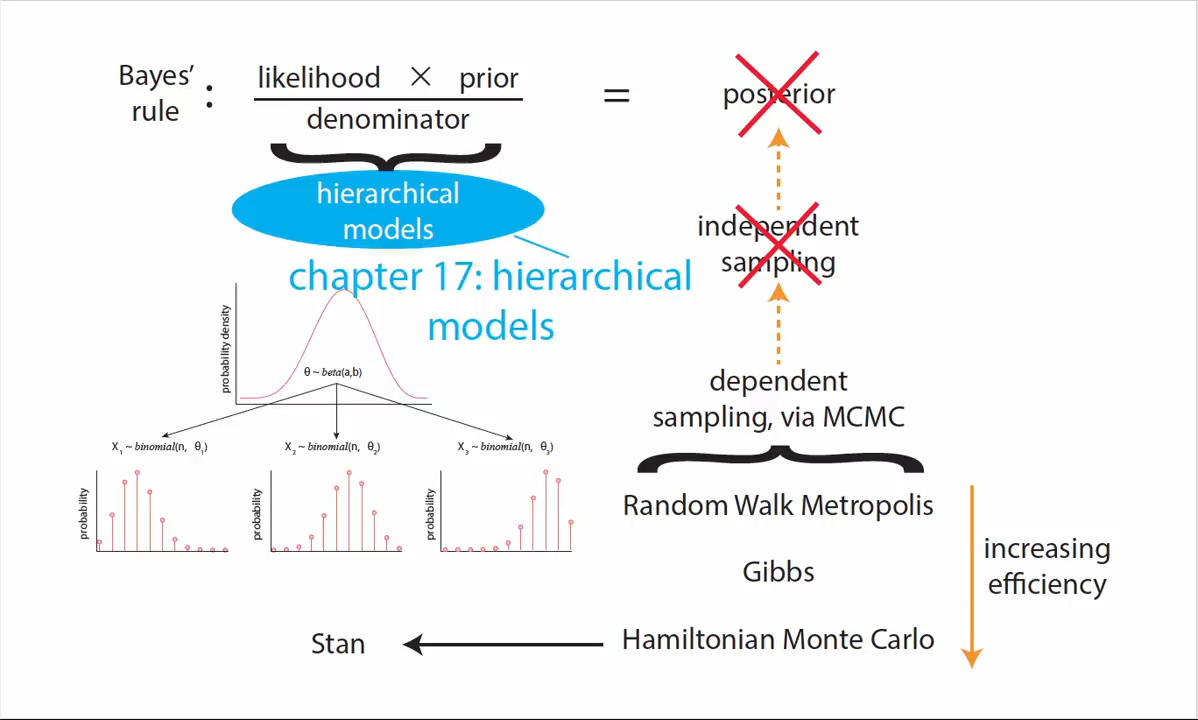 Bayes’
rule :
likelihood × prior
denominator
=
posterior
hierarchical
models
independent
sampling
chapter 17: hierarchical
models
probability density
θ ~ beta(a,b)
dependent
sampling, via MCMC
X₁ ~ binomial(n, θ₁)
X₂ ~ binomial(n, θ₂)
X₃ ~ binomial(n, θ₃)
probability
probability
probability
Random Walk Metropolis
Gibbs
Hamiltonian Monte Carlo
increasing
efficiency
Stan